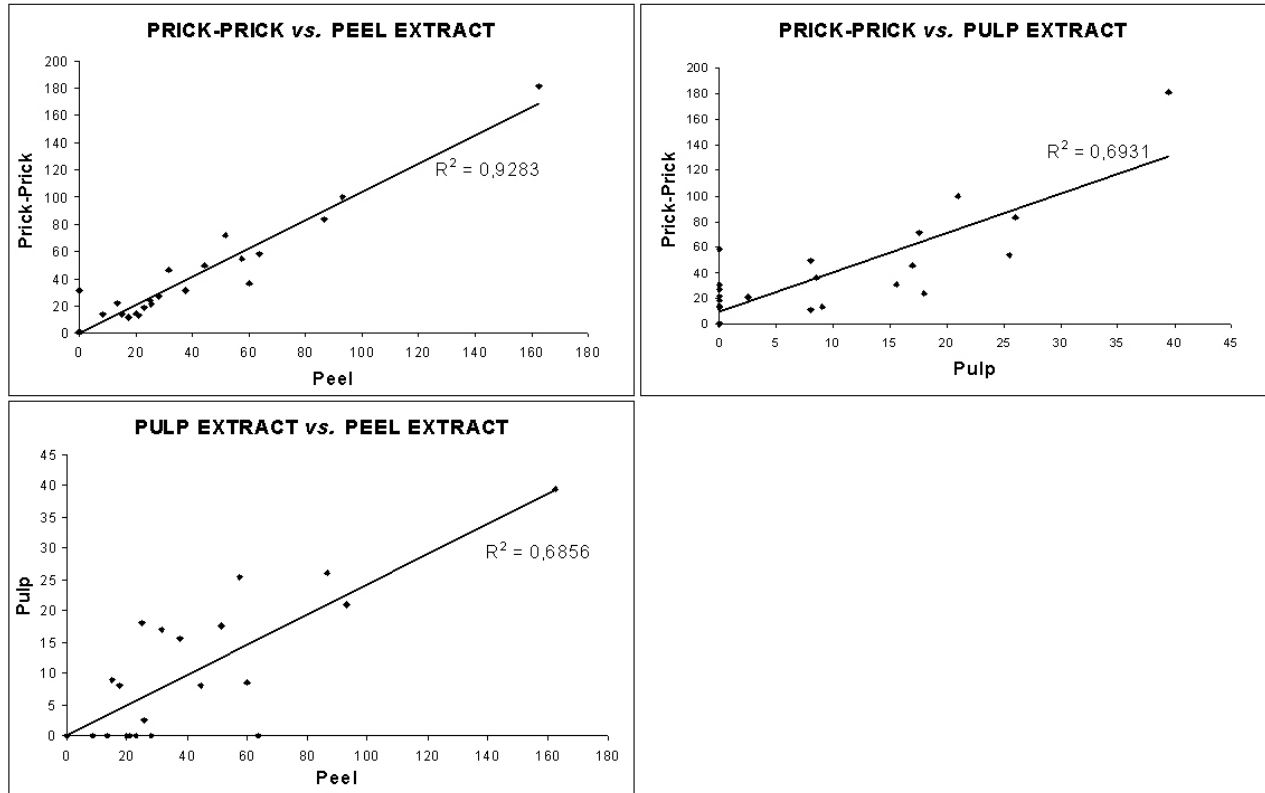 PRICK-PRICK vs. PEEL EXTRACT
Prick-Prick
200
180
160
140
120
100
80
60
40
20
0
R² = 0,9283
0 20 40 60 80 100 120 140 160 180
Peel
PRICK-PRICK vs. PULP EXTRACT
Prick-Prick
200
180
160
140
120
100
80
60
40
20
0
R² = 0,6931
0 5 10 15 20 25 30 35 40 45
Pulp
PULP EXTRACT vs. PEEL EXTRACT
Pulp
45
40
35
30
25
20
15
10
5
0
R² = 0,6856
0 20 40 60 80 100 120 140 160 180
Peel